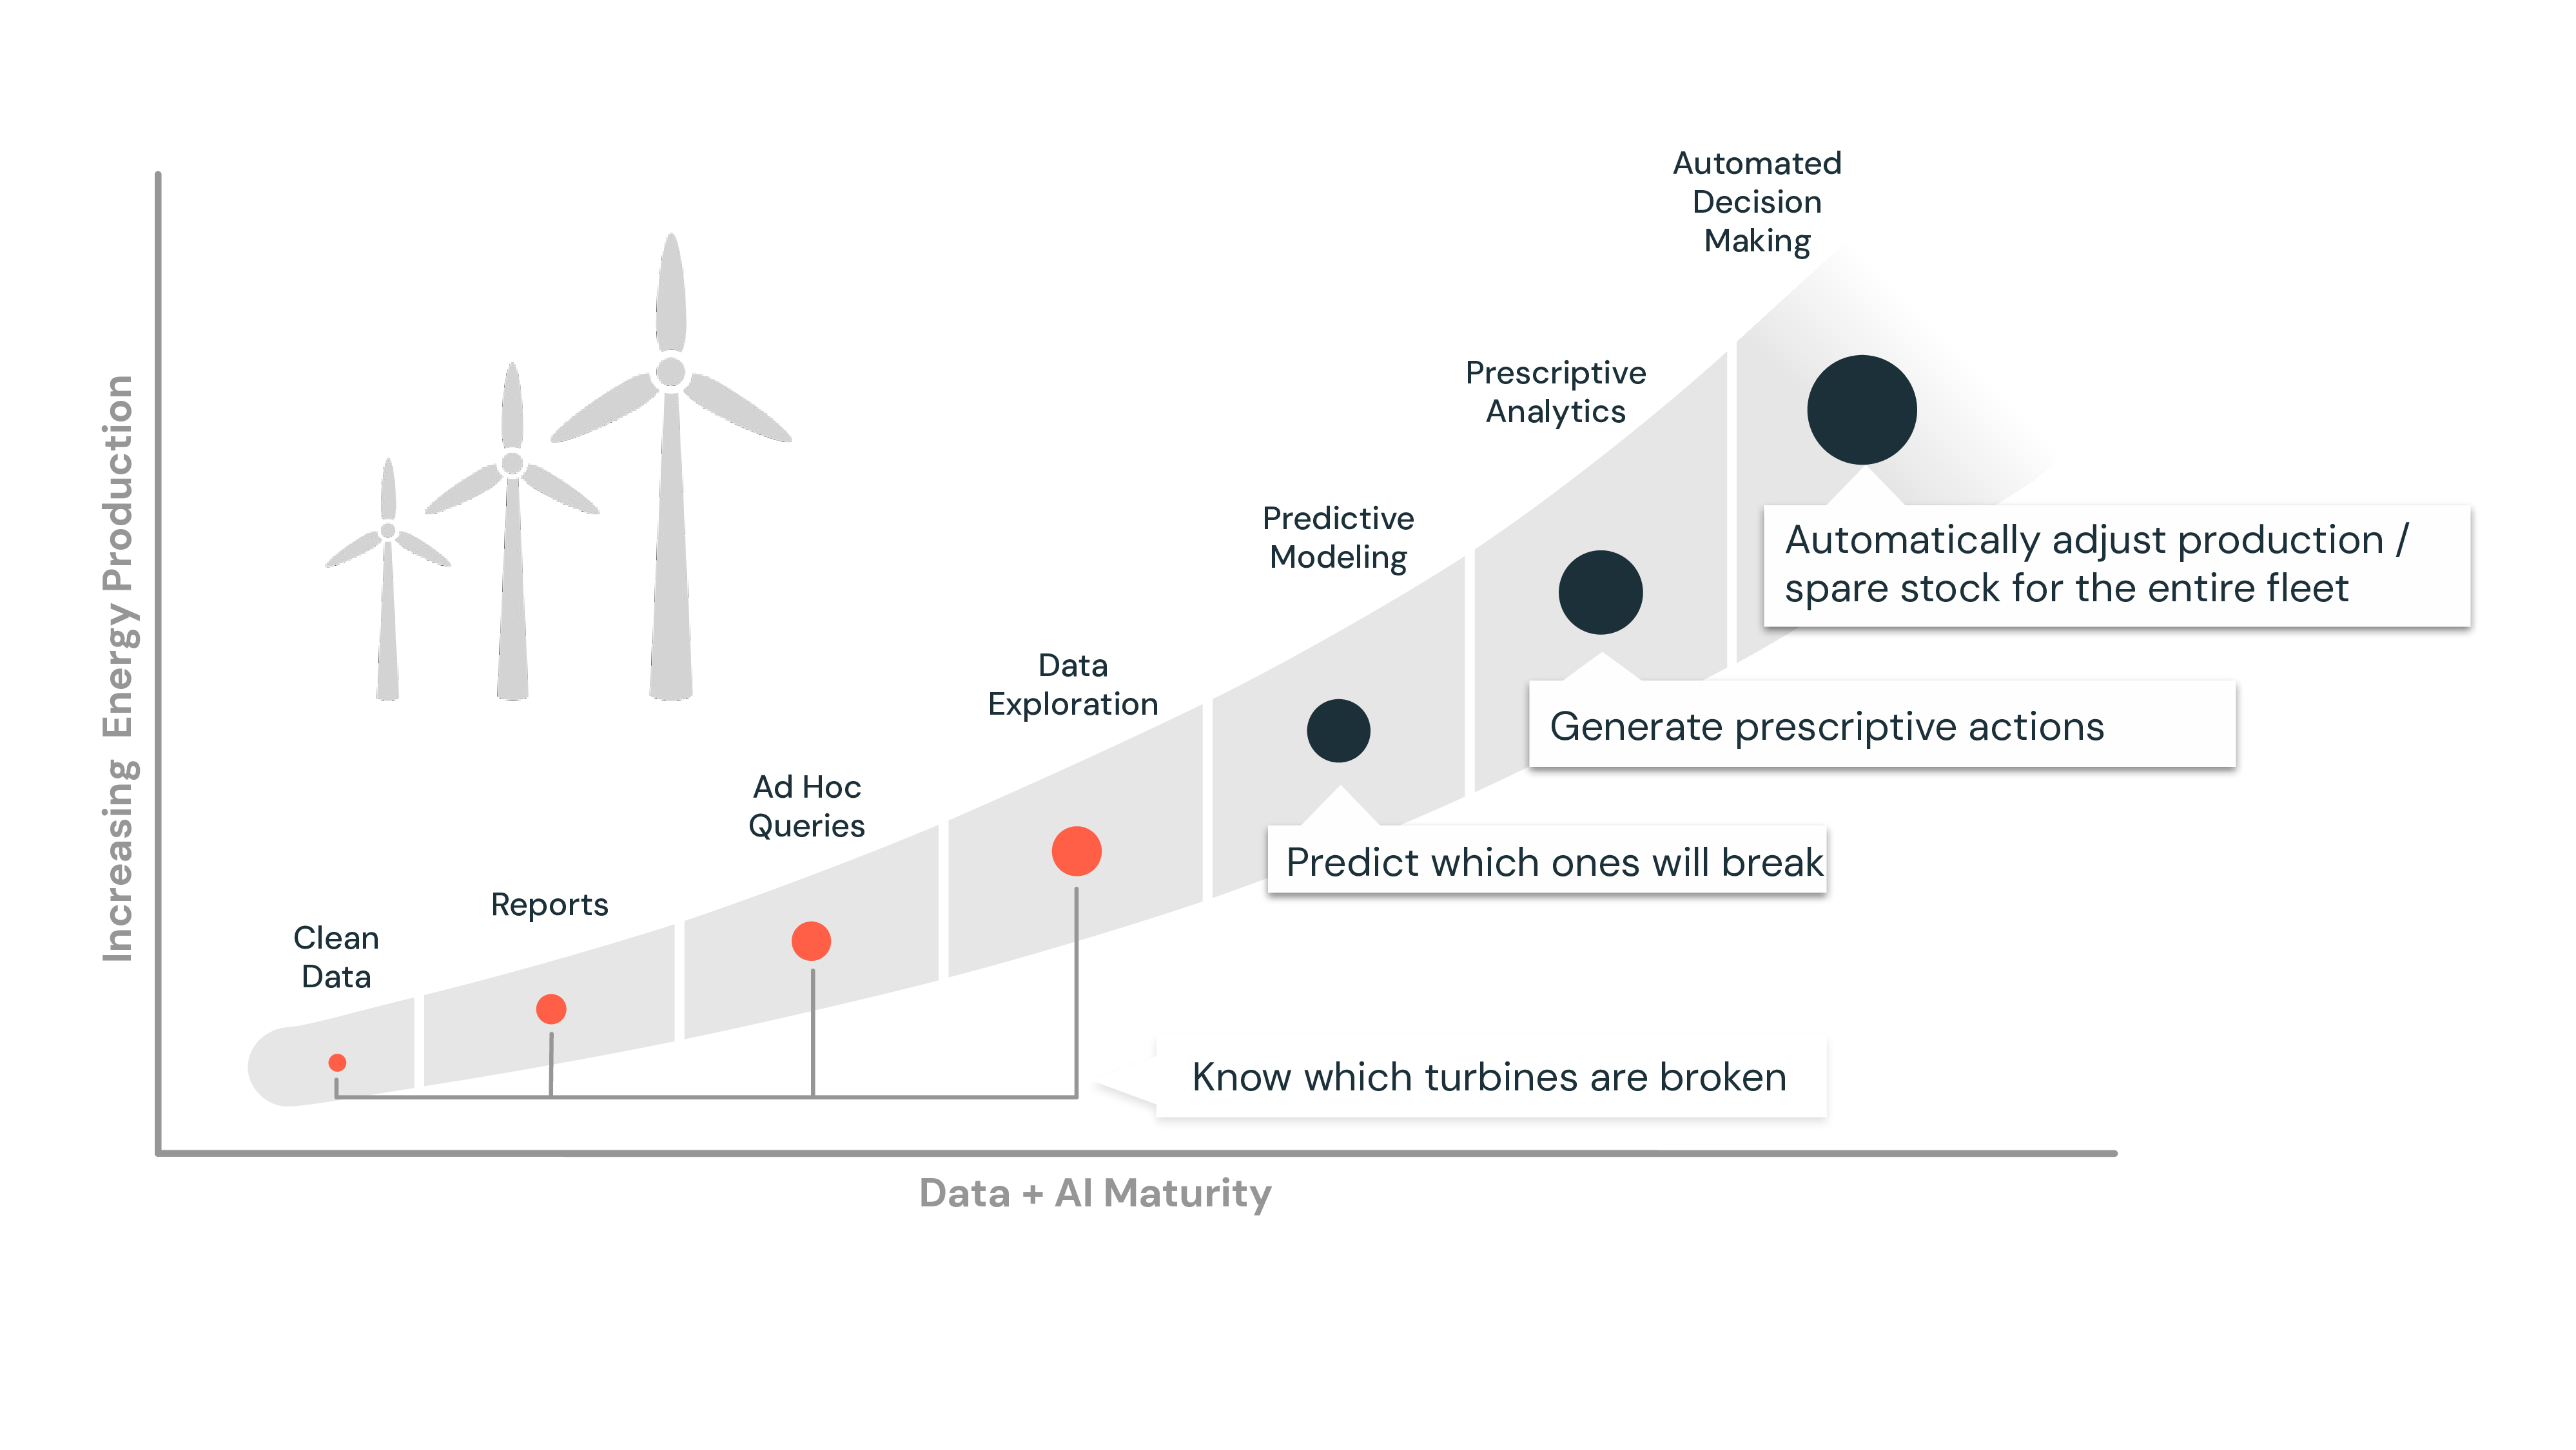 Automated
Decision
Making
Prescriptive
Analytics
Predictive
Modeling
Data
Exploration
Ad Hoc
Queries
Reports
Clean
Data
Automatically adjust production /
spare stock for the entire fleet
Generate prescriptive actions
Predict which ones will break
Know which turbines are broken
Increasing Energy Production
Data + AI Maturity